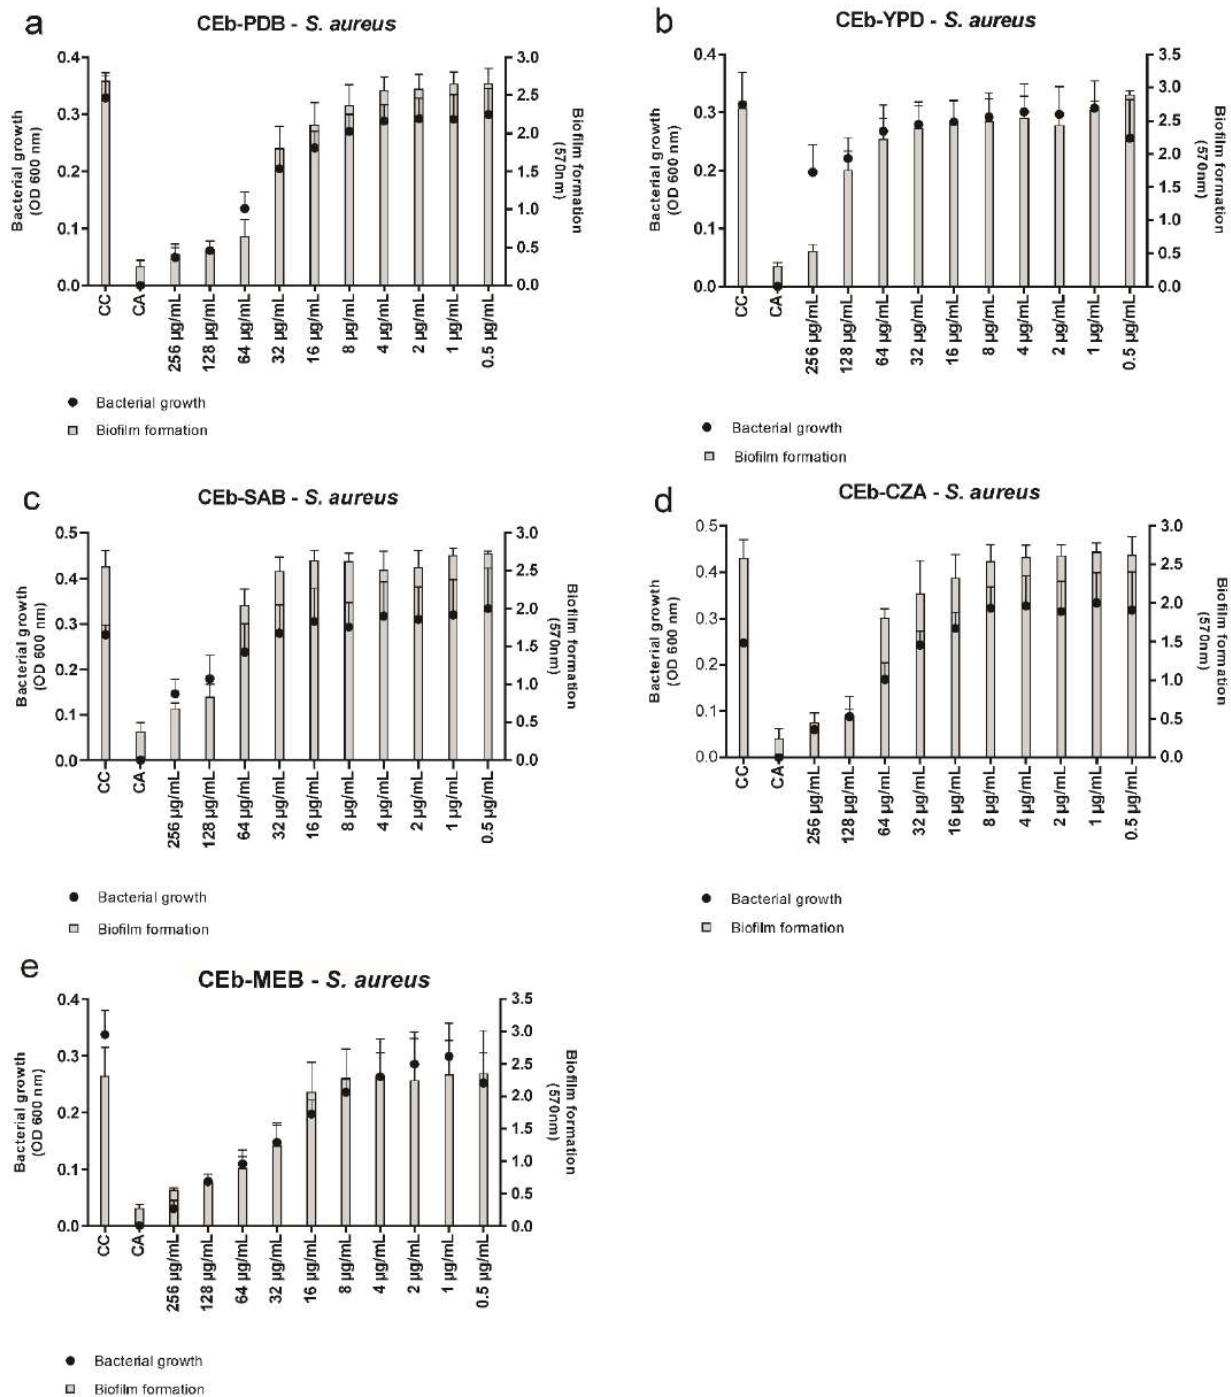 a
CEb-PDB - S. aureus
Bacterial growth
(OD 600 nm)
0.4
0.3
0.2
0.1
0.0
3.0
2.5
2.0
1.5
1.0
0.5
0.0
Biofilm formation
(570nm)
CC
CA
256 µg/mL
128 µg/mL
64 µg/mL
32 µg/mL
16 µg/mL
8 µg/mL
4 µg/mL
2 µg/mL
1 µg/mL
0.5 µg/mL
Bacterial growth
Biofilm formation
b
CEb-YPD - S. aureus
Bacterial growth
(OD 600 nm)
0.4
0.3
0.2
0.1
0.0
3.5
3.0
2.5
2.0
1.5
1.0
0.5
0.0
Biofilm formation
(570nm)
CC
CA
256 µg/mL
128 µg/mL
64 µg/mL
32 µg/mL
16 µg/mL
8 µg/mL
4 µg/mL
2 µg/mL
1 µg/mL
0.5 µg/mL
Bacterial growth
Biofilm formation
c
CEb-SAB - S. aureus
Bacterial growth
(OD 600 nm)
0.5
0.4
0.3
0.2
0.1
0.0
3.0
2.5
2.0
1.5
1.0
0.5
0.0
Biofilm formation
(570nm)
CC
CA
256 µg/mL
128 µg/mL
64 µg/mL
32 µg/mL
16 µg/mL
8 µg/mL
4 µg/mL
2 µg/mL
1 µg/mL
0.5 µg/mL
Bacterial growth
Biofilm formation
d
CEb-CZA - S. aureus
Bacterial growth
(OD 600 nm)
0.5
0.4
0.3
0.2
0.1
0.0
3.0
2.5
2.0
1.5
1.0
0.5
0.0
Biofilm formation
(570nm)
CC
CA
256 µg/mL
128 µg/mL
64 µg/mL
32 µg/mL
16 µg/mL
8 µg/mL
4 µg/mL
2 µg/mL
1 µg/mL
0.5 µg/mL
Bacterial growth
Biofilm formation
e
CEb-MEB - S. aureus
Bacterial growth
(OD 600 nm)
0.4
0.3
0.2
0.1
0.0
3.5
3.0
2.5
2.0
1.5
1.0
0.5
0.0
Biofilm formation
(570nm)
CC
CA
256 µg/mL
128 µg/mL
64 µg/mL
32 µg/mL
16 µg/mL
8 µg/mL
4 µg/mL
2 µg/mL
1 µg/mL
0.5 µg/mL
Bacterial growth
Biofilm formation